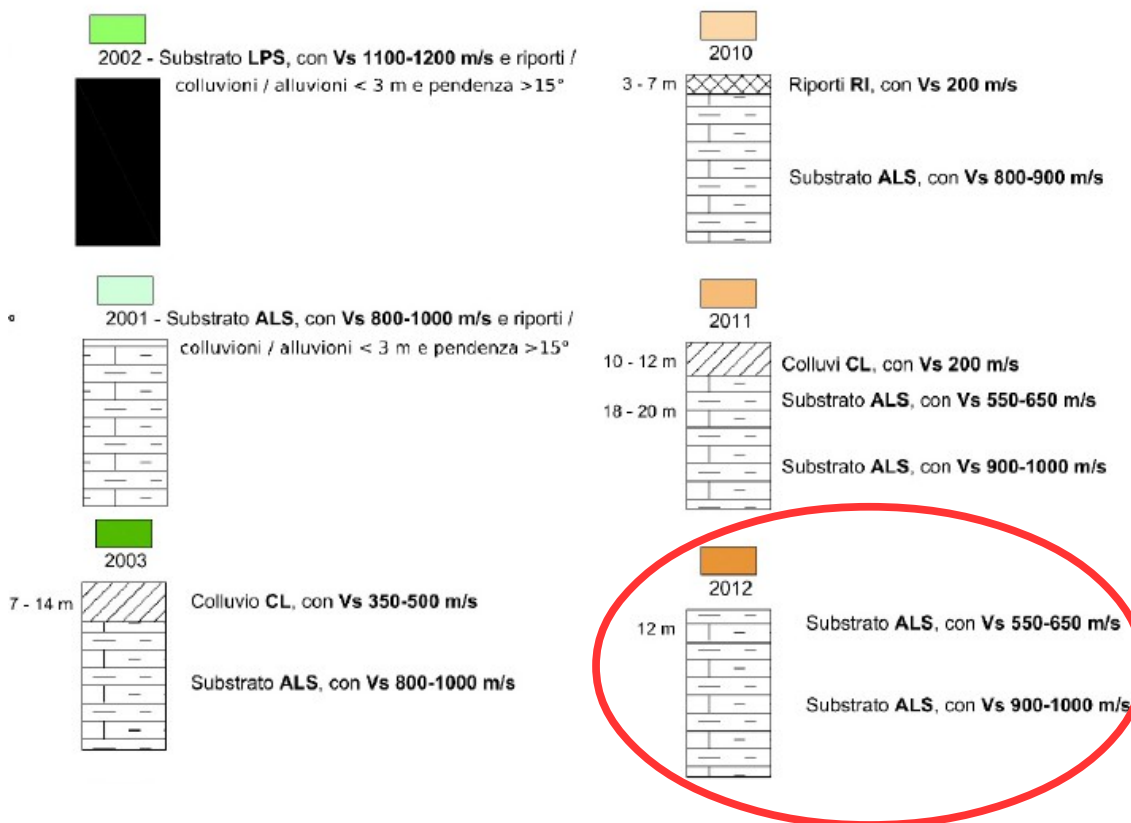 2002 - Substrato LPS, con Vs 1100-1200 m/s e riporti /
colluvioni / alluvioni < 3 m e pendenza >15°
2001 - Substrato ALS, con Vs 800-1000 m/s e riporti /
colluvioni / alluvioni < 3 m e pendenza >15°
2003
7 - 14 m
Colluvio CL, con Vs 350-500 m/s
Substrato ALS, con Vs 800-1000 m/s
2010
3 - 7 m
Riporti RI, con Vs 200 m/s
Substrato ALS, con Vs 800-900 m/s
2011
10 - 12 m
Colluvi CL, con Vs 200 m/s
Substrato ALS, con Vs 550-650 m/s
18 - 20 m
Substrato ALS, con Vs 900-1000 m/s
2012
12 m
Substrato ALS, con Vs 550-650 m/s
Substrato ALS, con Vs 900-1000 m/s